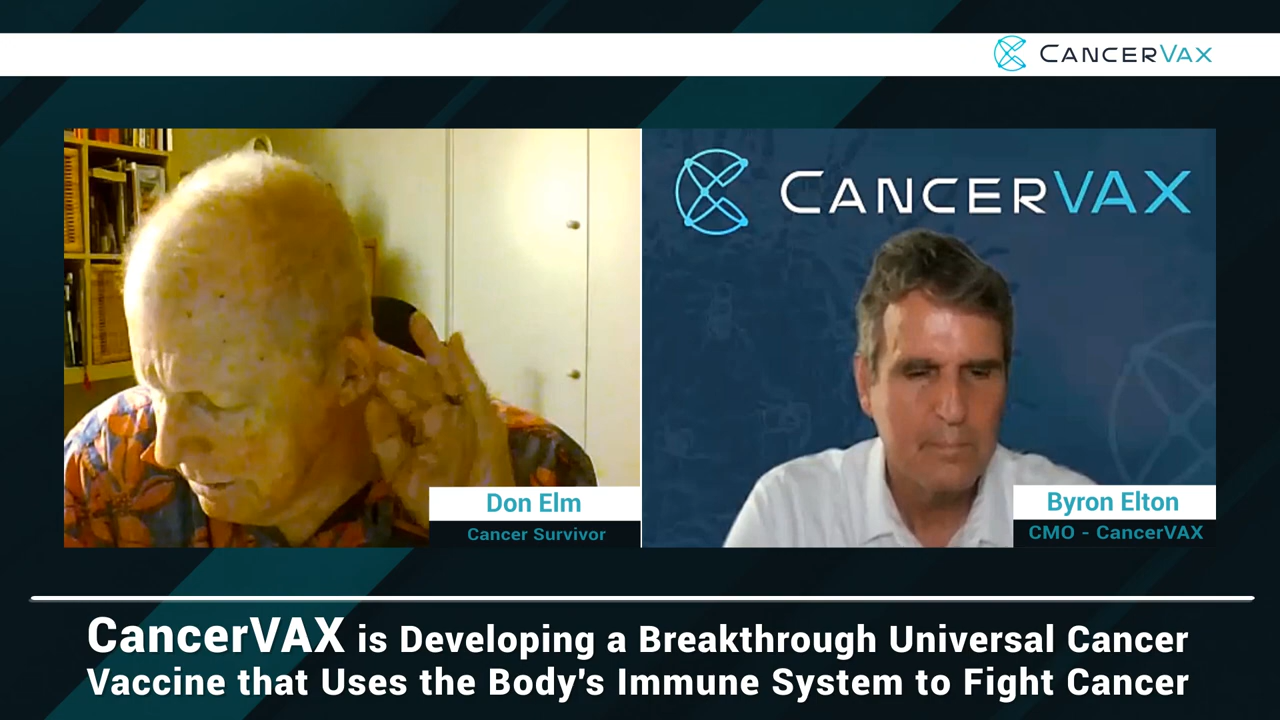 CANCERVAX
CANCERVAX
Don Elm
Cancer Survivor
Byron Elton
CMO - CancerVAX
CancerVAX is Developing a Breakthrough Universal Cancer
Vaccine that Uses the Body's Immune System to Fight Cancer